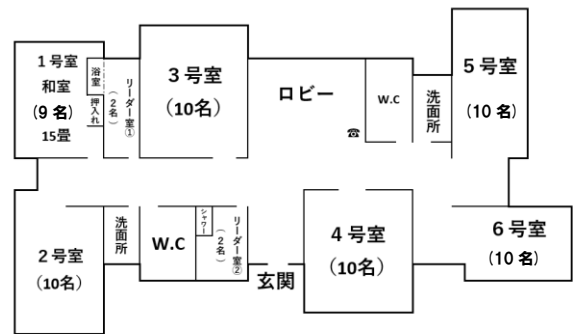 1号室
和室
(9名)
15畳
浴室
押入れ
リーダー室①
(2名)
3号室
(10名)
ロビー
☎
W.C
洗面所
5号室
(10名)
2号室
(10名)
洗面所
W.C
シャワー
リーダー室②
(2名)
玄関
4号室
(10名)
6号室
(10名)